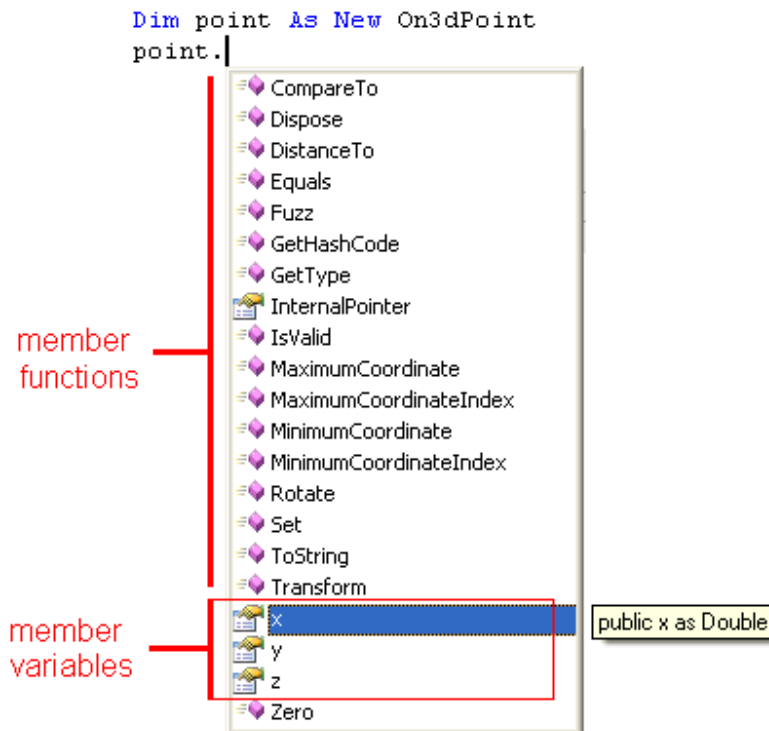 Dim point As New On3dPoint
point.
CompareTo
Dispose
DistanceTo
Equals
Fuzz
GetHashCode
GetType
InternalPointer
IsValid
MaximumCoordinate
MaximumCoordinateIndex
MinimumCoordinate
MinimumCoordinateIndex
Rotate
Set
ToString
Transform
x
y
z
Zero
member
functions
member
variables
public x as Double